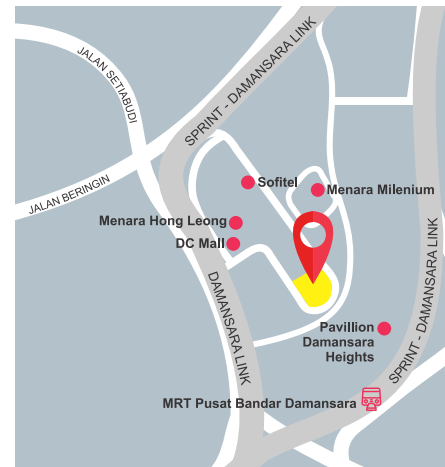 JALAN SETIABUDI
SPRINT - DAMANSARA LINK
JALAN BERINGIN
Sofitel
Menara Milenium
Menara Hong Leong
DC Mall
DAMANSARA LINK
SPRINT - DAMANSARA LINK
Pavillion
Damansara
Heights
MRT Pusat Bandar Damansara